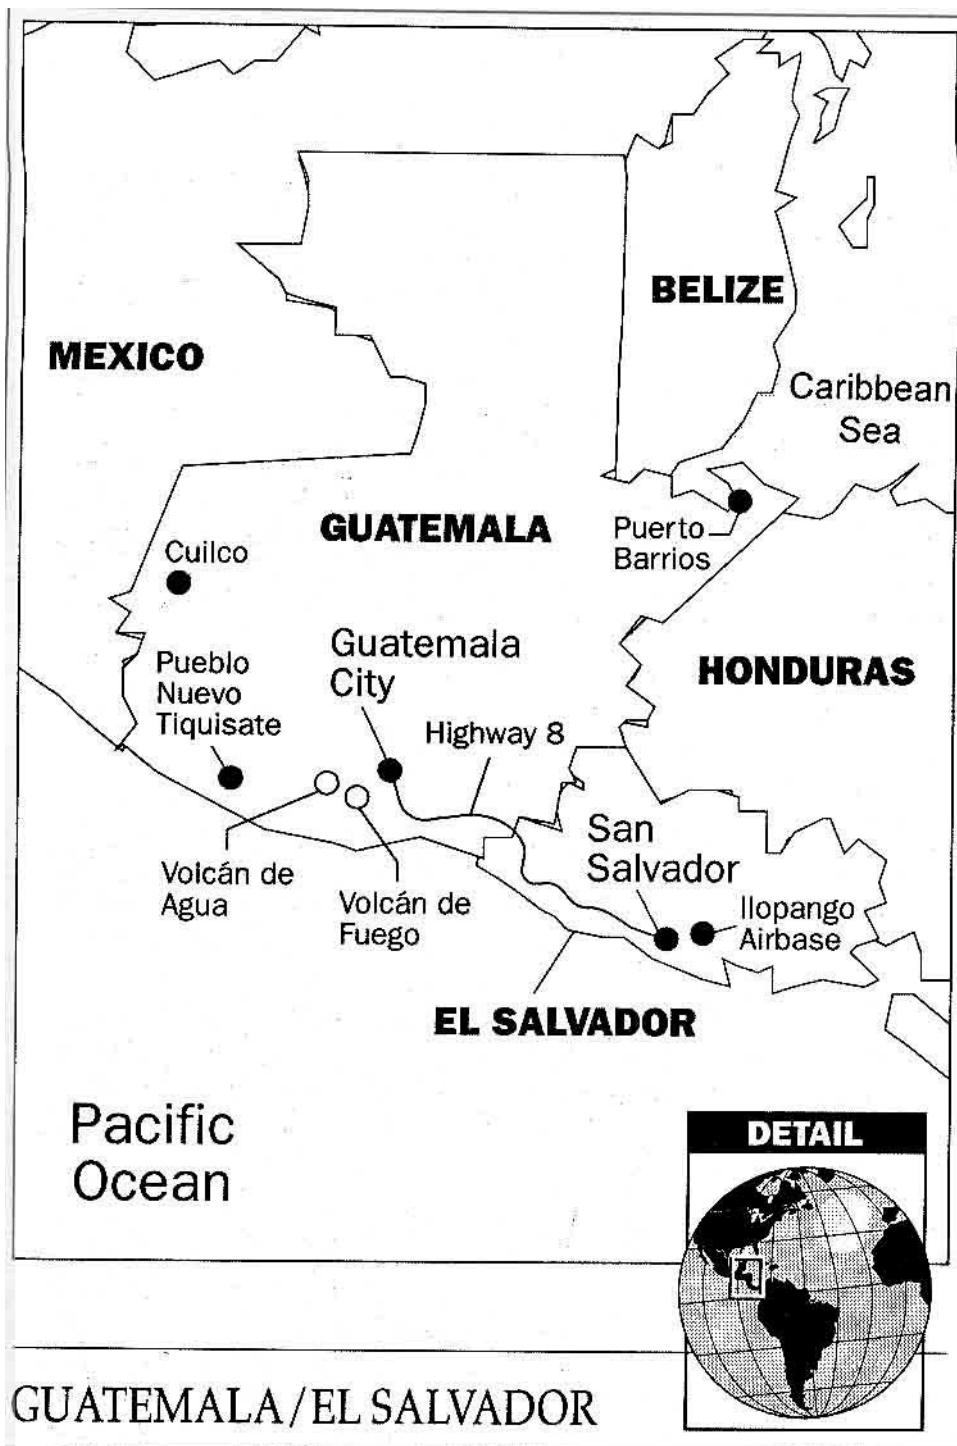 BELIZE
MEXICO
Caribbean
Sea
GUATEMALA
Puerto
Barrios
Cuilco
Guatemala
City
HONDURAS
Pueblo
Nuevo
Tiquisate
Highway 8
San
Salvador
Volcán de
Agua
Volcán de
Fuego
Ilopango
Airbase
EL SALVADOR
Pacific
Ocean
DETAIL
GUATEMALA/EL SALVADOR